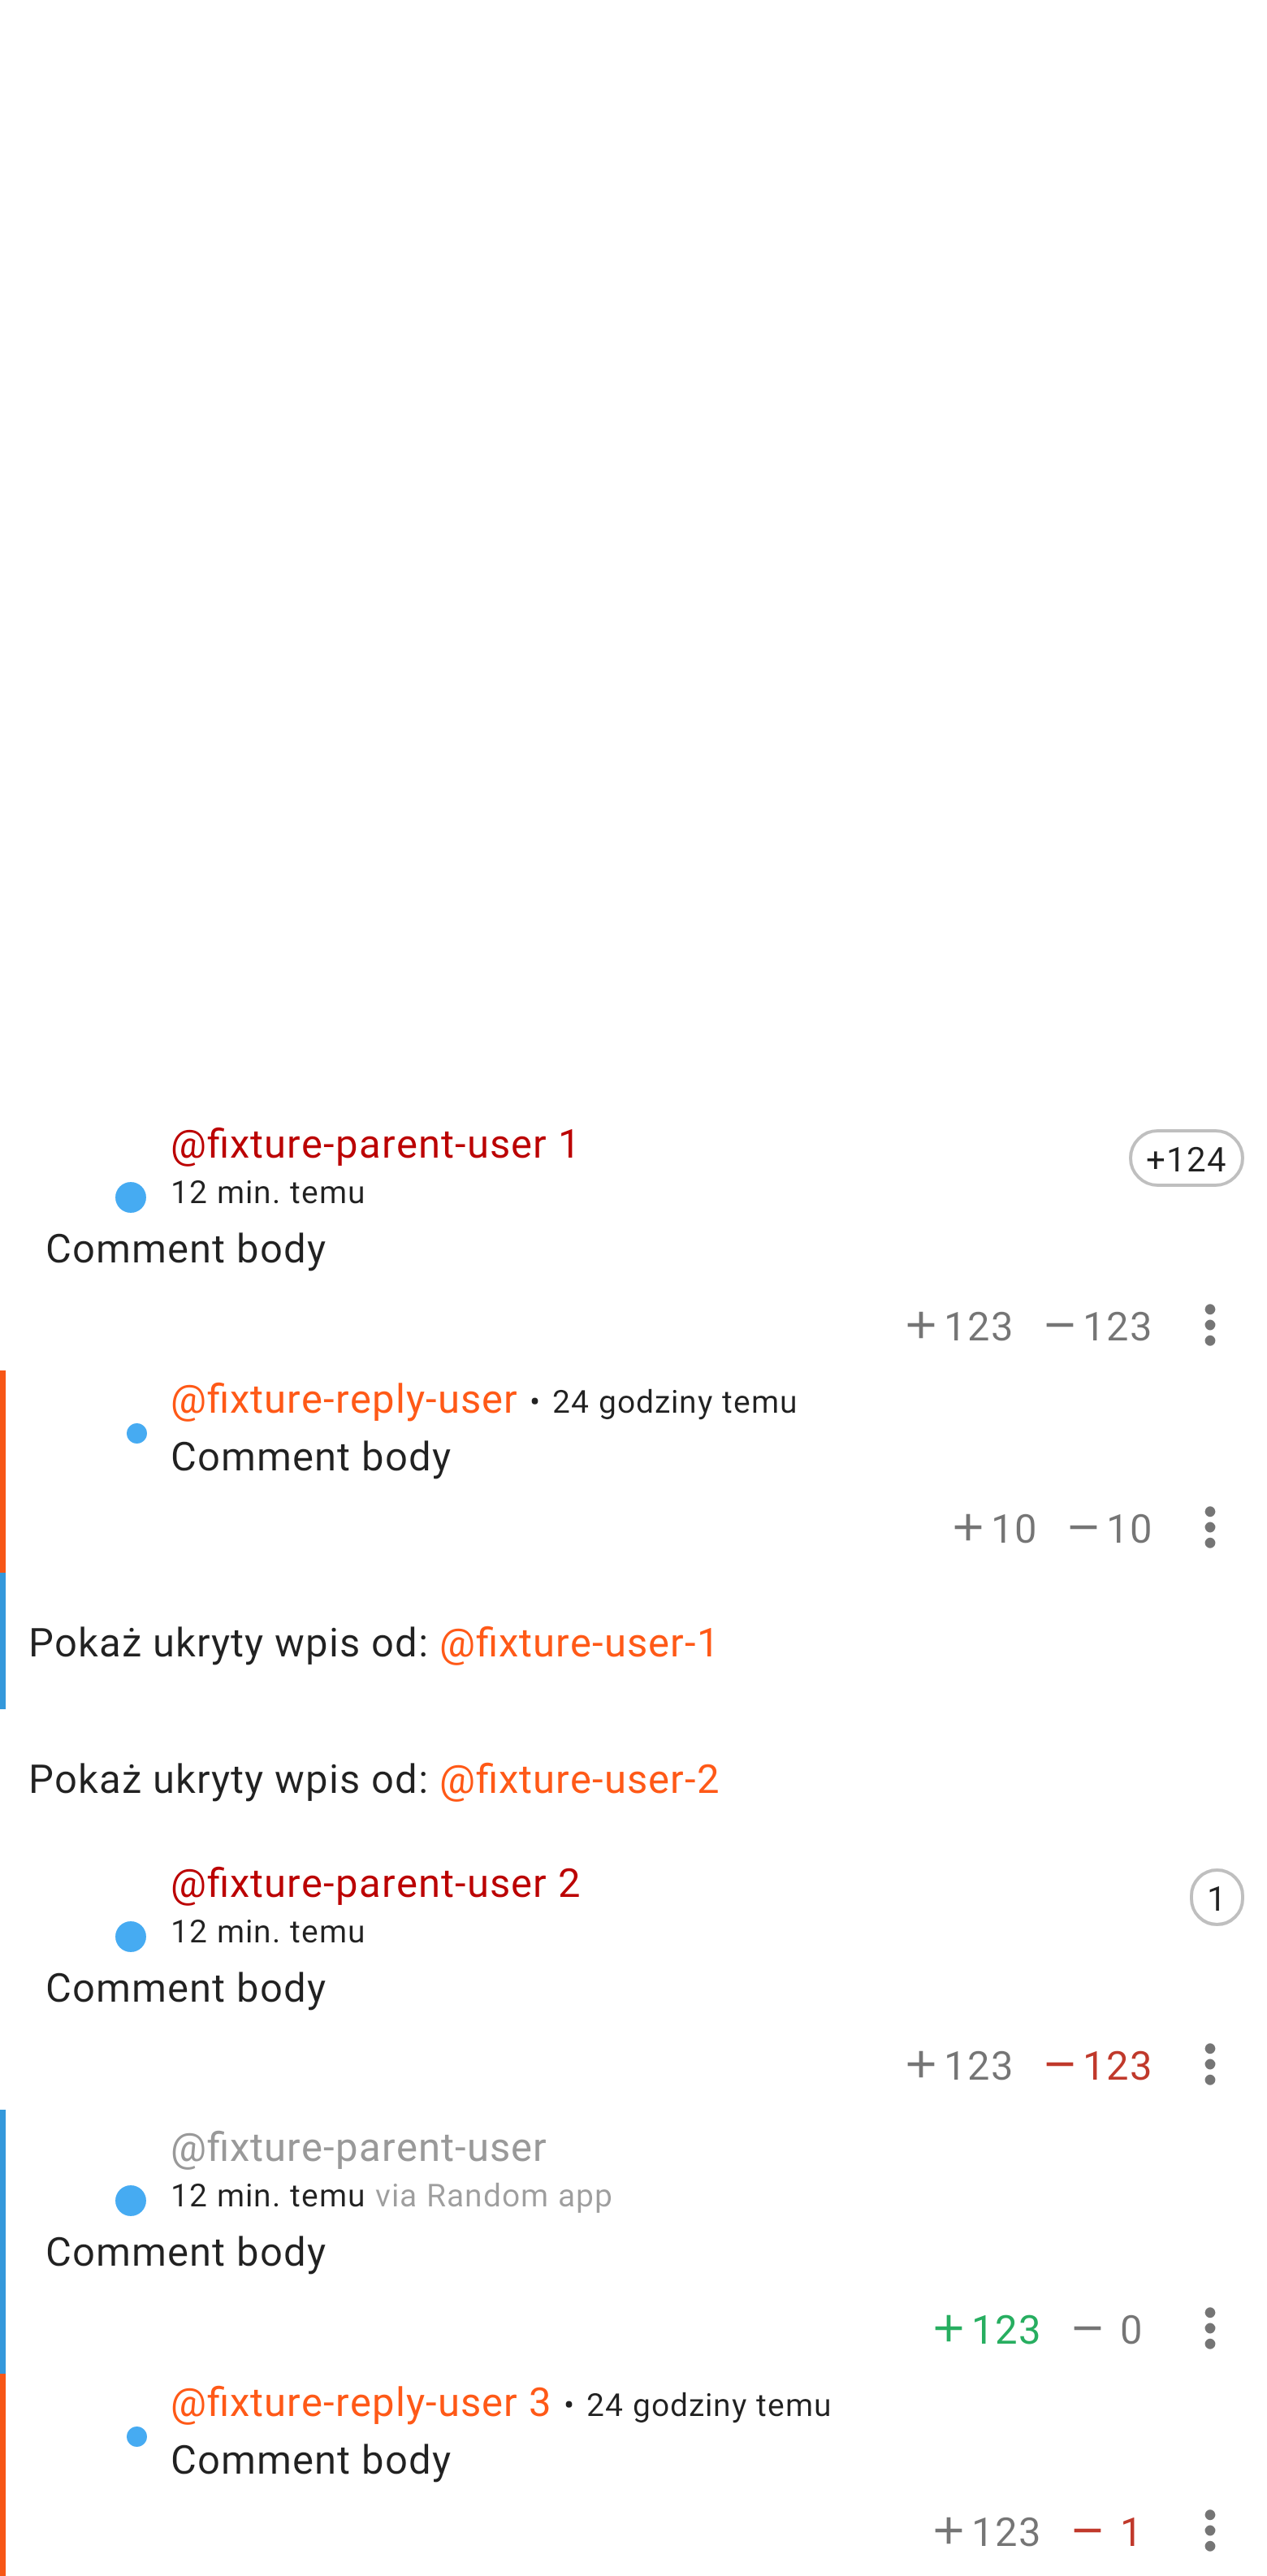 @fixture-parent-user 1
+124
12 min. temu
Comment body
+123 −123
@fixture-reply-user • 24 godziny temu
Comment body
+10 −10
Pokaż ukryty wpis od: @fixture-user-1
Pokaż ukryty wpis od: @fixture-user-2
@fixture-parent-user 2
1
12 min. temu
Comment body
+123 −123
@fixture-parent-user
12 min. temu via Random app
Comment body
+123 − 0
@fixture-reply-user 3 • 24 godziny temu
Comment body
+123 − 1